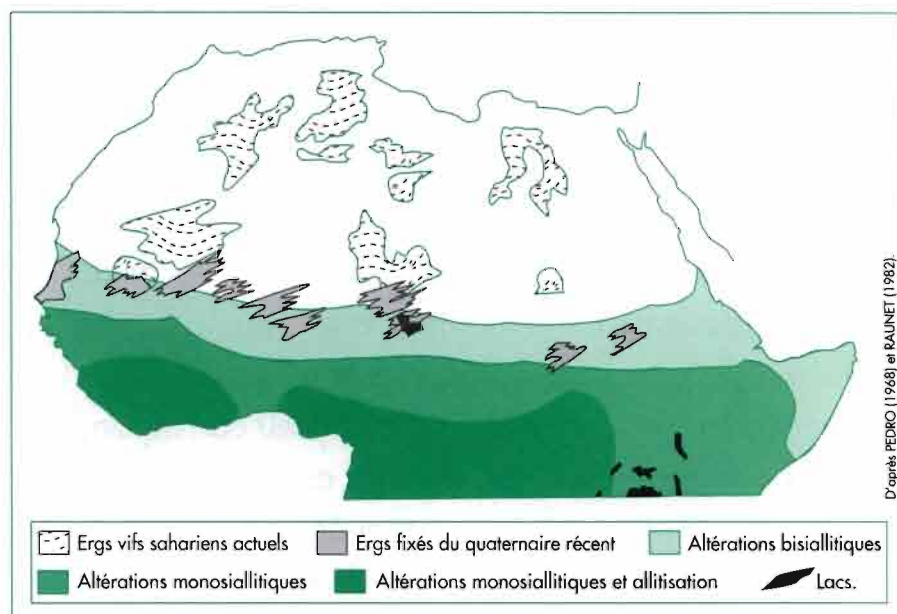 D'après PEDRO (1968) et RAUNET (1982).
Ergs vifs sahariens actuels Ergs fixés du quaternaire récent Altérations bisiallitiques
Altérations monosiallitiques Altérations monosiallitiques et allitisation Lacs.